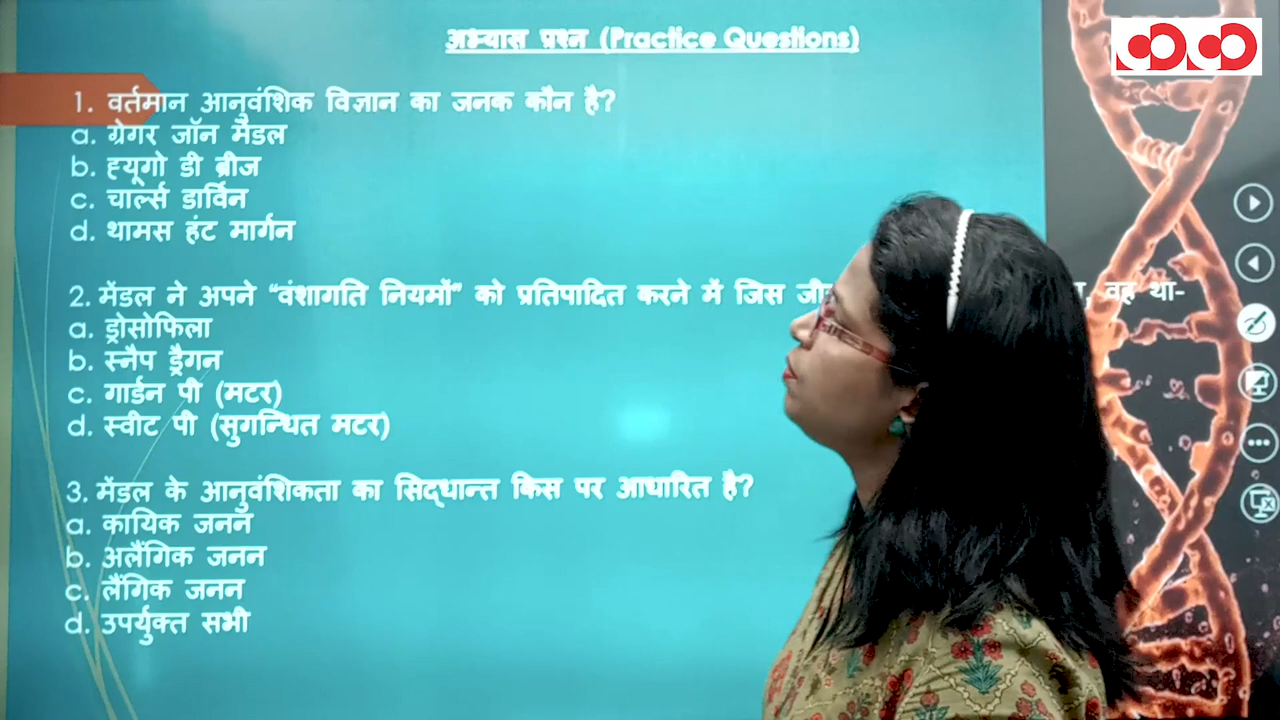 अभ्यास प्रश्न (Practice Questions)
1. वर्तमान आनुवंशिक विज्ञान का जनक कौन है?
a. ग्रेगर जॉन मेंडल
b. ह्यूगो डी ब्रीज
c. चार्ल्स डार्विन
d. थामस हंट मार्गन
2. मेंडल ने अपने “वंशागति नियमों” को प्रतिपादित करने में जिस वह था-
a. ड्रोसोफिला
b. स्नैप ड्रैगन
c. गार्डन पी (मटर)
d. स्वीट पी (सुगन्धित मटर)
3. मेंडल के आनुवंशिकता का सिद्धान्त किस पर आधारित है?
a. कायिक जनन
b. अलैंगिक जनन
c. लैंगिक जनन
d. उपर्युक्त सभी